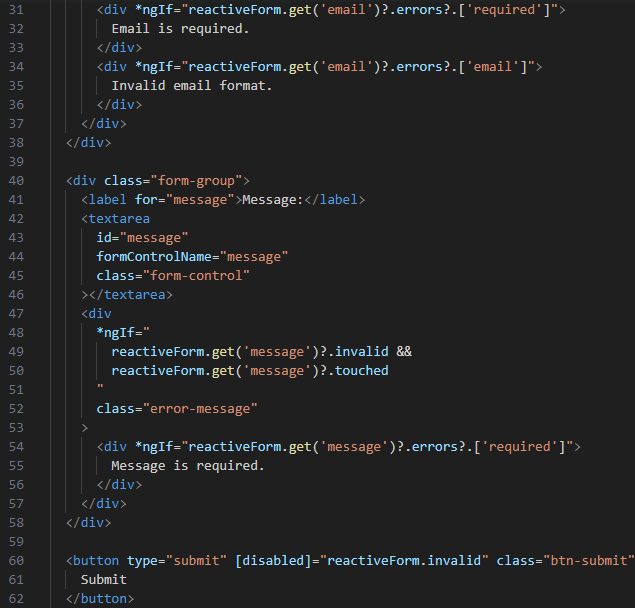 31 <div *ngIf="reactiveForm.get('email')?.errors?.['required']">
32 Email is required.
33 </div>
34 <div *ngIf="reactiveForm.get('email')?.errors?.['email']">
35 Invalid email format.
36 </div>
37 </div>
38 </div>
39
40 <div class="form-group">
41 <label for="message">Message:</label>
42 <textarea
43 id="message"
44 formControlName="message"
45 class="form-control"
46 ></textarea>
47 <div
48 *ngIf="
49 reactiveForm.get('message')?.invalid &&
50 reactiveForm.get('message')?.touched
51 "
52 class="error-message"
53 >
54 <div *ngIf="reactiveForm.get('message')?.errors?.['required']">
55 Message is required.
56 </div>
57 </div>
58 </div>
59
60 <button type="submit" [disabled]="reactiveForm.invalid" class="btn-submit"
61 Submit
62 </button>